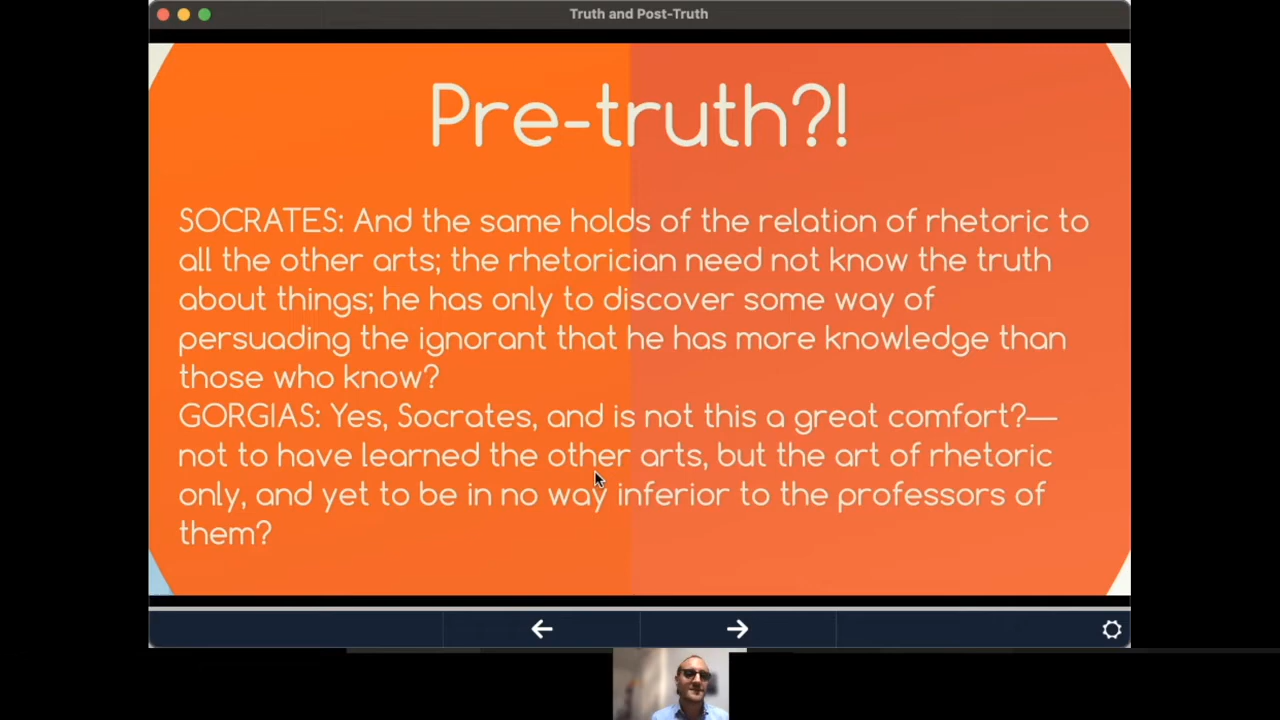 Truth and Post-Truth
Pre-truth?!
SOCRATES: And the same holds of the relation of rhetoric to
all the other arts; the rhetorician need not know the truth
about things; he has only to discover some way of
persuading the ignorant that he has more knowledge than
those who know?
GORGIAS: Yes, Socrates, and is not this a great comfort?—
not to have learned the other arts, but the art of rhetoric
only, and yet to be in no way inferior to the professors of
them?